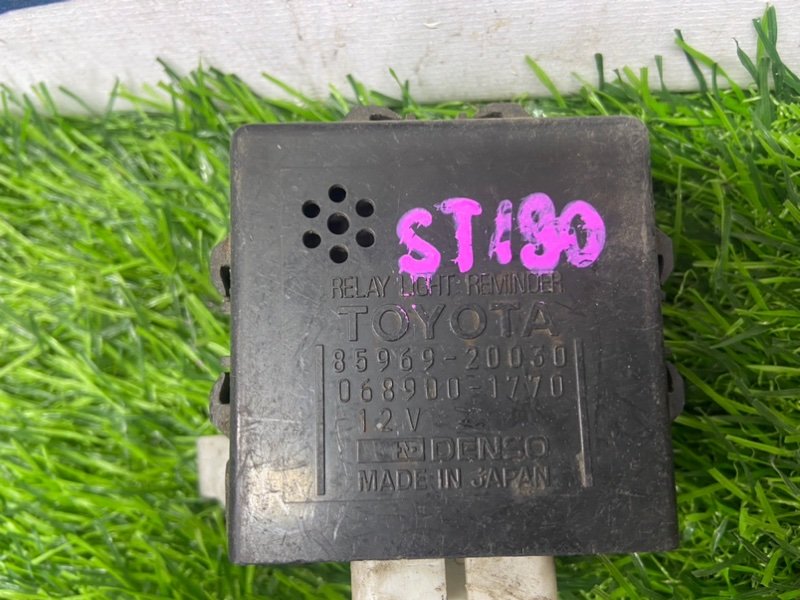 ST190
RELAY LIGHT REMINDER
TOYOTA
85969-20030
068900-1770
12V
DENSO
MADE IN JAPAN